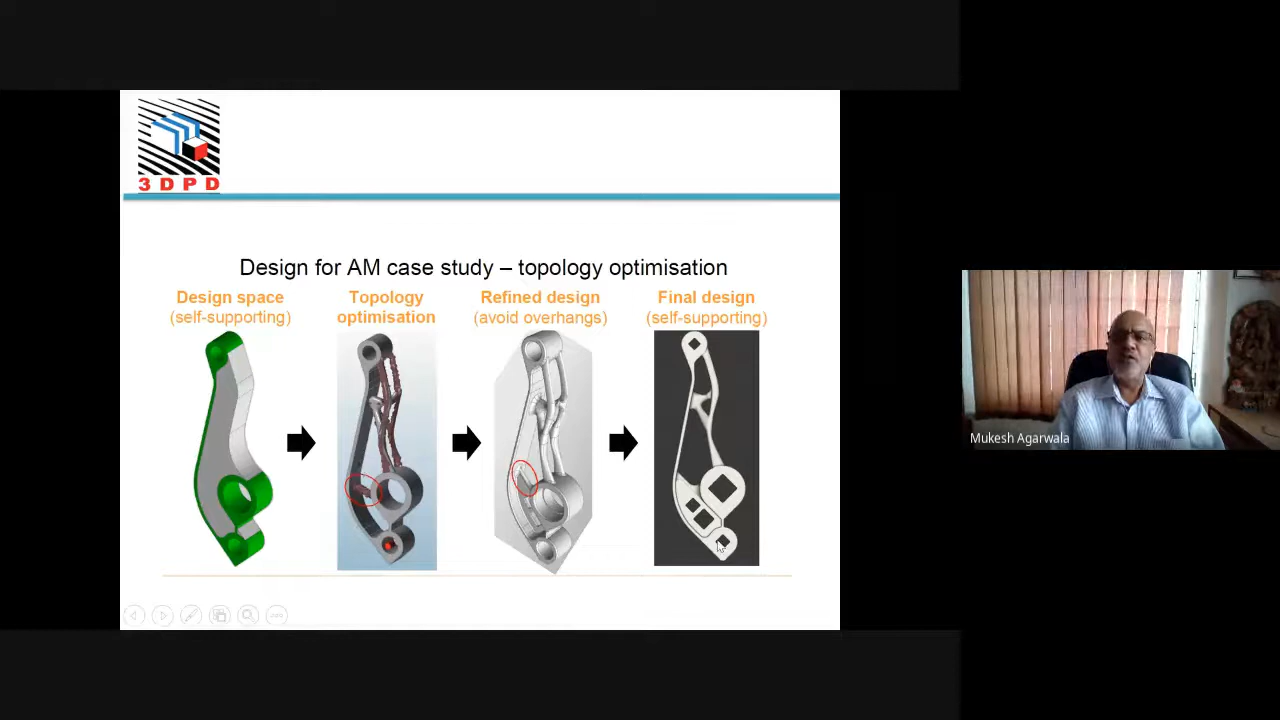 3DPD
Design for AM case study – topology optimisation
Design space
(self-supporting)
Topology
optimisation
Refined design
(avoid overhangs)
Final design
(self-supporting)
Mukesh Agarwala